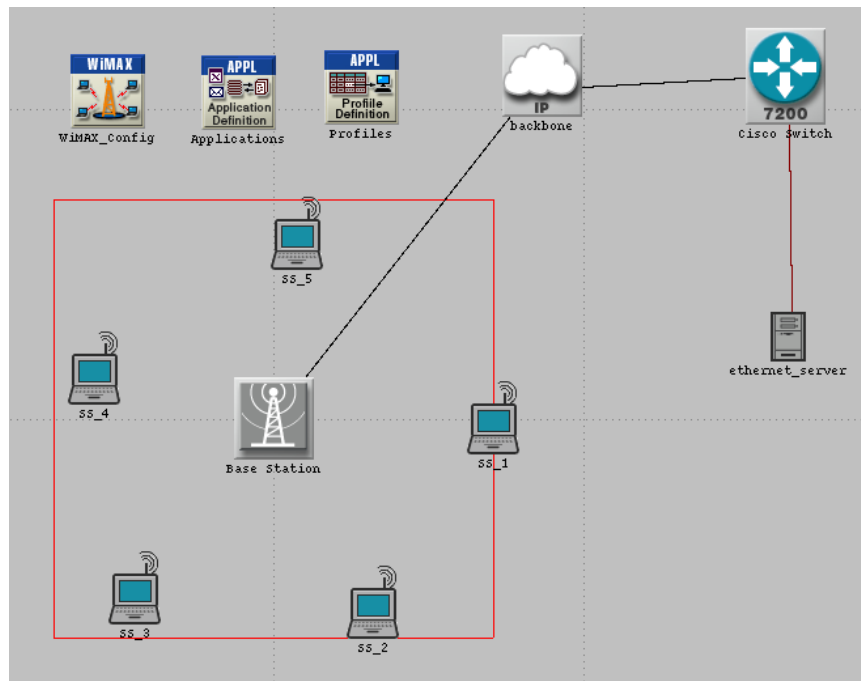 WiMAX
WiMAX_Config
APPL
Application
Definition
Applications
APPL
Profile
Definition
Profiles
IP
backbone
7200
Cisco Switch
SS_5
SS_4
Base Station
SS_1
ethernet_server
SS_3
SS_2